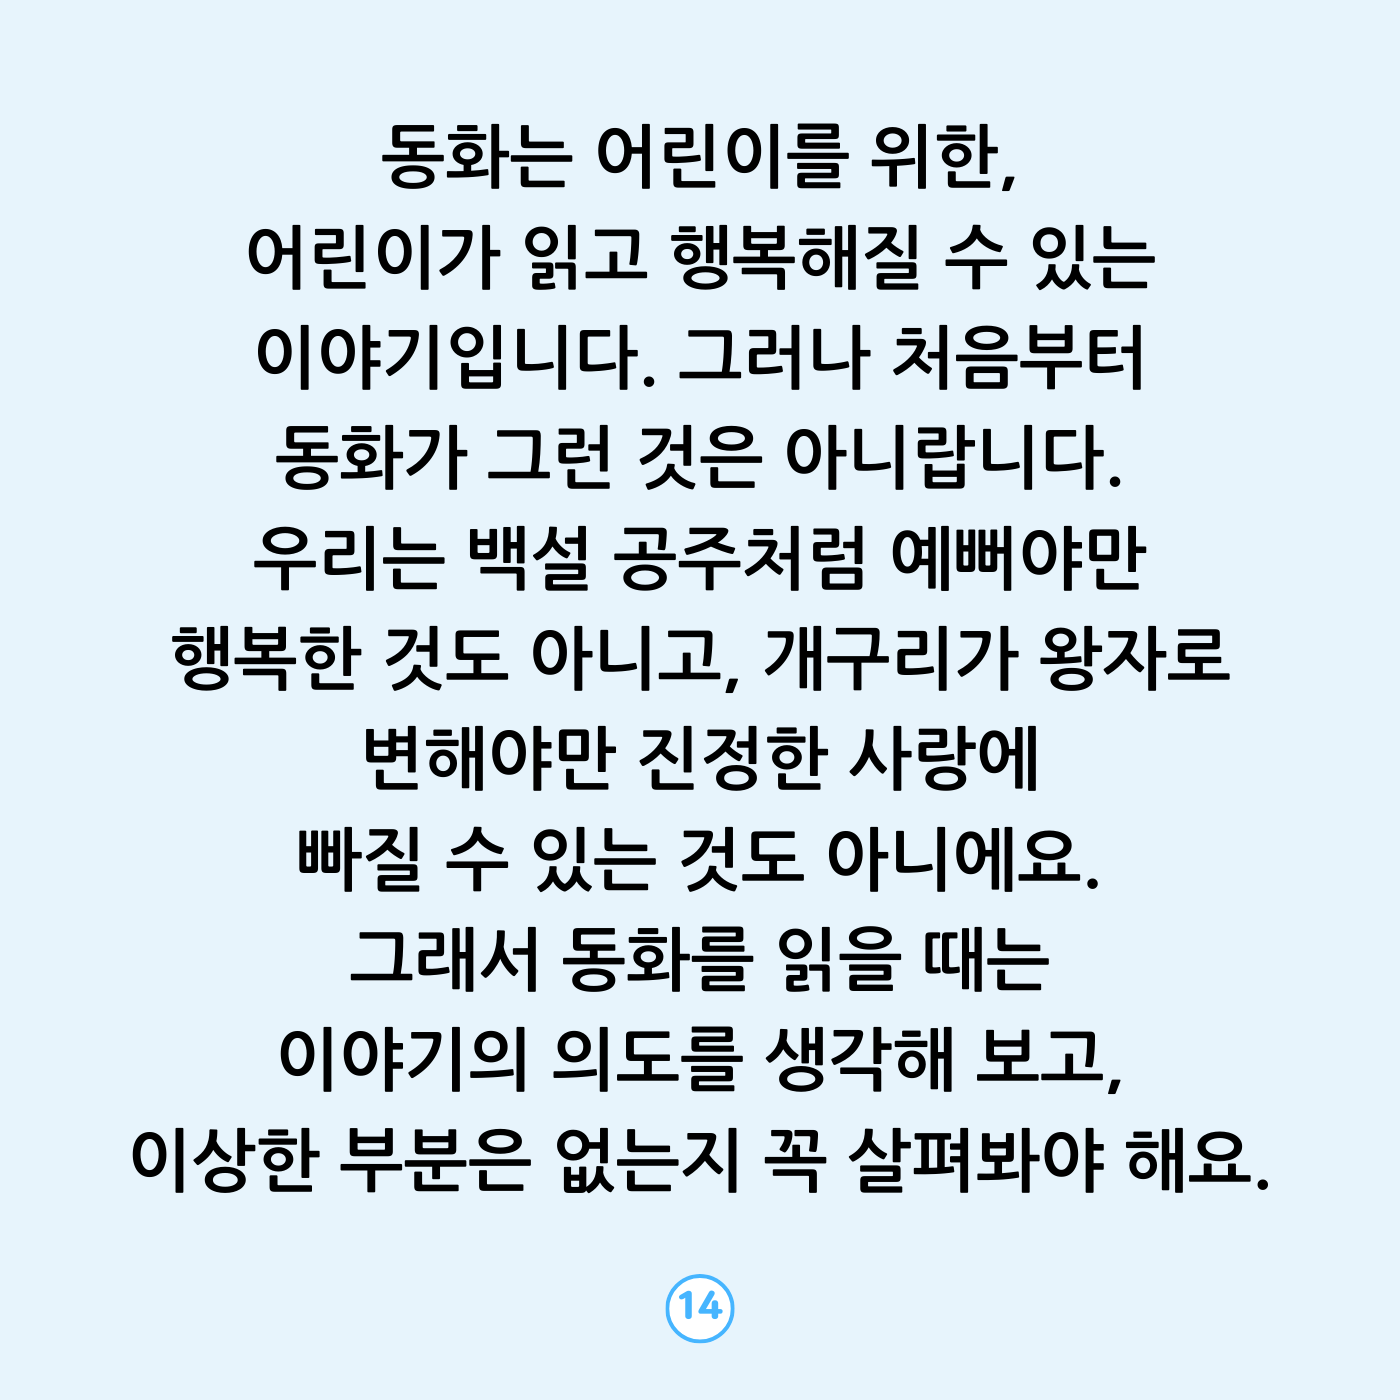 동화는 어린이를 위한,
어린이가 읽고 행복해질 수 있는
이야기입니다. 그러나 처음부터
동화가 그런 것은 아니랍니다.
우리는 백설 공주처럼 예뻐야만
행복한 것도 아니고, 개구리가 왕자로
변해야만 진정한 사랑에
빠질 수 있는 것도 아니에요.
그래서 동화를 읽을 때는
이야기의 의도를 생각해 보고,
이상한 부분은 없는지 꼭 살펴봐야 해요.
14